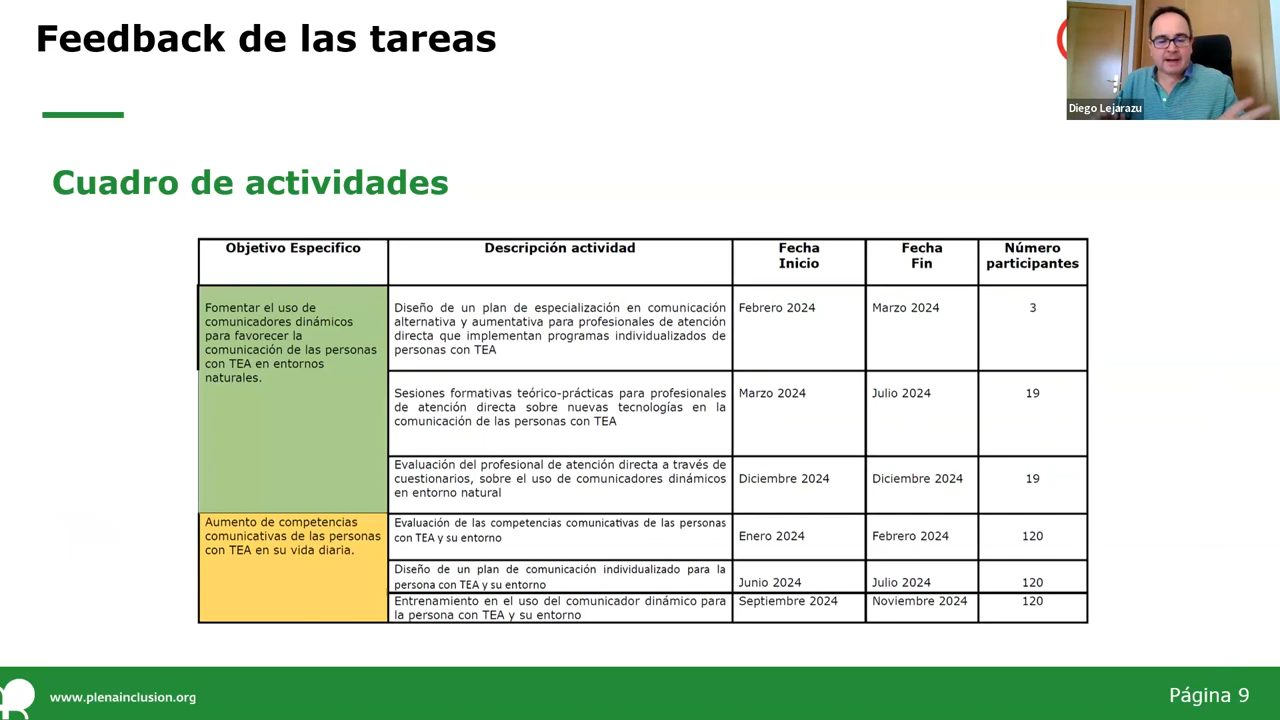 Feedback de las tareas
Diego Lejarazu
Cuadro de actividades
Objetivo Especifico
Descripción actividad
Fecha
Inicio
Fecha
Fin
Número
participantes
Fomentar el uso de
comunicadores dinámicos
para favorecer la
comunicación de las personas
con TEA en entornos
naturales.
Diseño de un plan de especialización en comunicación
alternativa y aumentativa para profesionales de atención
directa que implementan programas individualizados de
personas con TEA
Febrero 2024
Marzo 2024
3
Sesiones formativas teórico-prácticas para profesionales
de atención directa sobre nuevas tecnologías en la
comunicación de las personas con TEA
Marzo 2024
Julio 2024
19
Evaluación del profesional de atención directa a través de
cuestionarios, sobre el uso de comunicadores dinámicos
en entorno natural
Diciembre 2024
Diciembre 2024
19
Aumento de competencias
comunicativas de las personas
con TEA en su vida diaria.
Evaluación de las competencias comunicativas de las personas
con TEA y su entorno
Enero 2024
Febrero 2024
120
Diseño de un plan de comunicación individualizado para la
persona con TEA y su entorno
Junio 2024
Julio 2024
120
Entrenamiento en el uso del comunicador dinámico para
la persona con TEA y su entorno
Septiembre 2024
Noviembre 2024
120
www.plenainclusion.org
Página 9